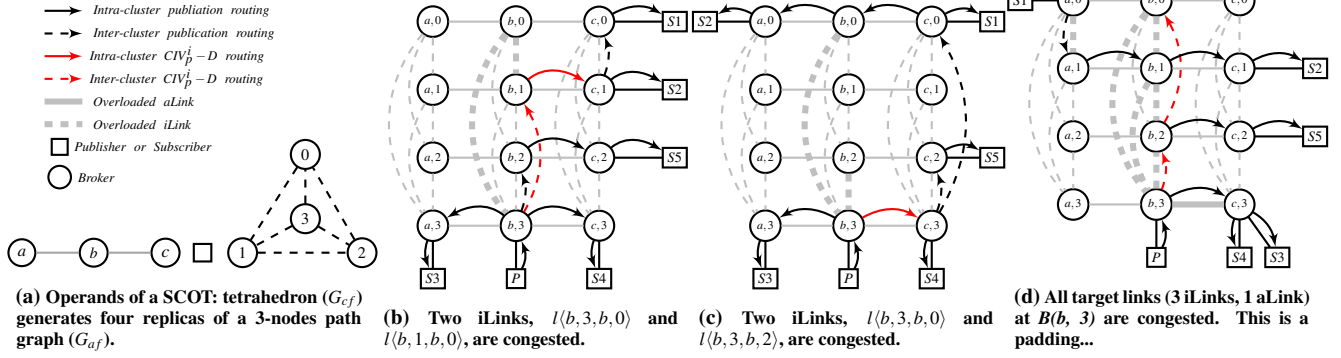 Intra-cluster publiation routing
Inter-cluster publication routing
Intra-cluster CIV_p^i − D routing
Inter-cluster CIV_p^i − D routing
Overloaded aLink
Overloaded iLink
Publisher or Subscriber
Broker
0
3
1
2
a
b
c
(a) Operands of a SCOT: tetrahedron (G_cf)
generates four replicas of a 3-nodes path
graph (G_af).
a, 0
b, 0
c, 0
S1
a, 1
b, 1
c, 1
S2
a, 2
b, 2
c, 2
S5
a, 3
b, 3
c, 3
S3
P
S4
(b) Two iLinks, l⟨b, 3, b, 0⟩ and
l⟨b, 1, b, 0⟩, are congested.
S2
a, 0
b, 0
c, 0
S1
a, 1
b, 1
c, 1
a, 2
b, 2
c, 2
S5
a, 3
b, 3
c, 3
S3
P
S4
(c) Two iLinks, l⟨b, 3, b, 0⟩ and
l⟨b, 3, b, 2⟩, are congested.
S1
a, 0
b, 0
c, 0
a, 1
b, 1
c, 1
S2
a, 2
b, 2
c, 2
S5
a, 3
b, 3
c, 3
P
S4
S3
(d) All target links (3 iLinks, 1 aLink)
at B(b, 3) are congested. This is a
padding...